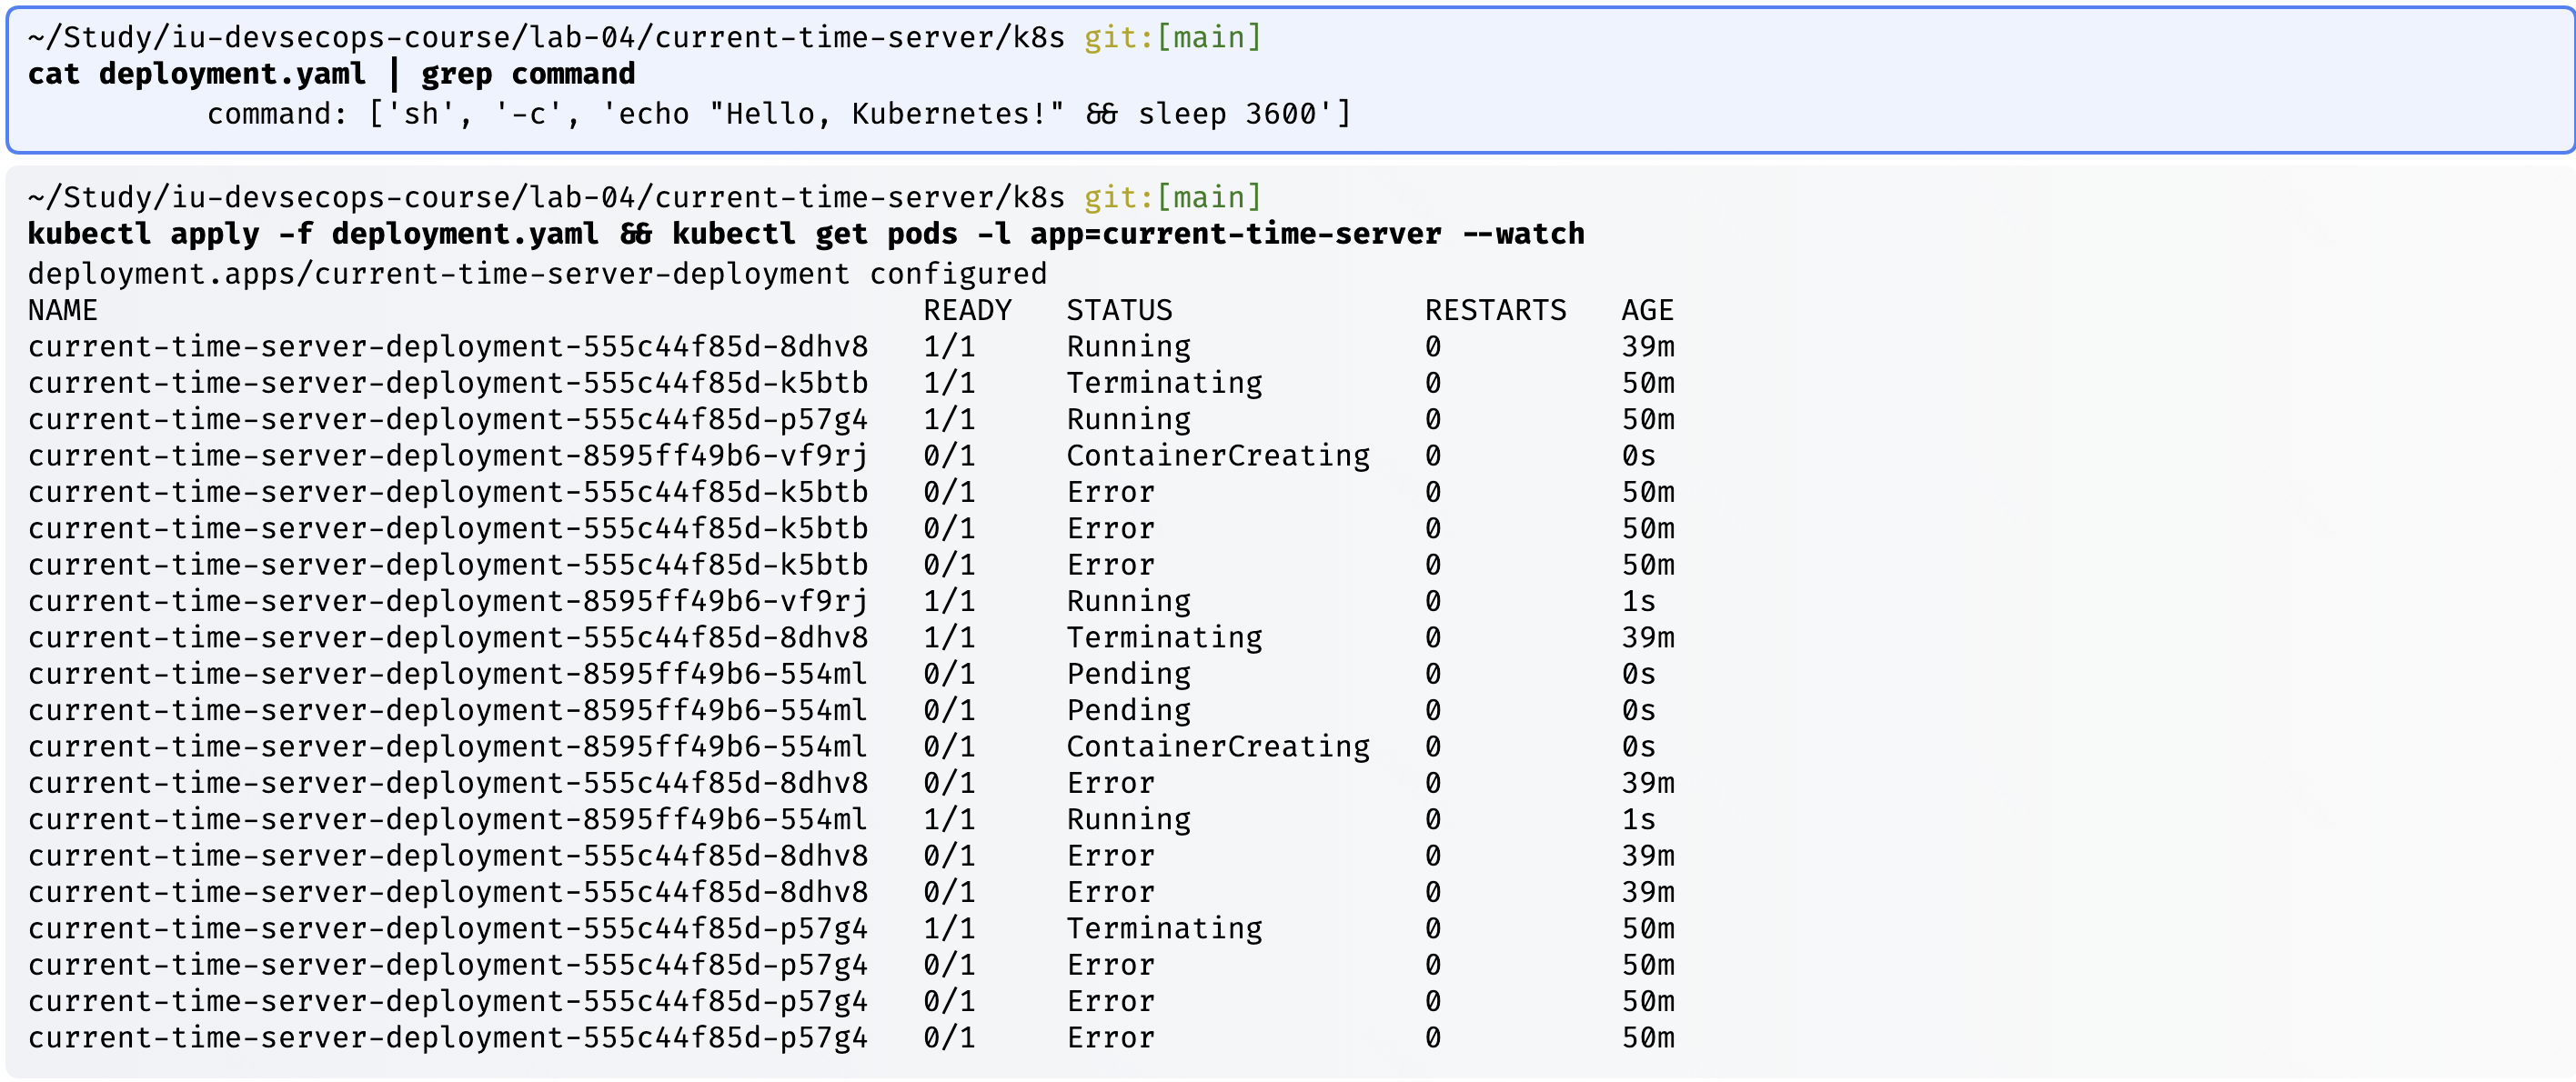 ~/Study/iu-devsecops-course/lab-04/current-time-server/k8s git:[main]
cat deployment.yaml | grep command
command: ['sh', '-c', 'echo "Hello, Kubernetes!" && sleep 3600']
~/Study/iu-devsecops-course/lab-04/current-time-server/k8s git:[main]
kubectl apply -f deployment.yaml && kubectl get pods -l app=current-time-server --watch
deployment.apps/current-time-server-deployment configured
NAME READY STATUS RESTARTS AGE
current-time-server-deployment-555c44f85d-8dhv8 1/1 Running 0 39m
current-time-server-deployment-555c44f85d-k5btb 1/1 Terminating 0 50m
current-time-server-deployment-555c44f85d-p57g4 1/1 Running 0 50m
current-time-server-deployment-8595ff49b6-vf9rj 0/1 ContainerCreating 0 0s
current-time-server-deployment-555c44f85d-k5btb 0/1 Error 0 50m
current-time-server-deployment-555c44f85d-k5btb 0/1 Error 0 50m
current-time-server-deployment-555c44f85d-k5btb 0/1 Error 0 50m
current-time-server-deployment-8595ff49b6-vf9rj 1/1 Running 0 1s
current-time-server-deployment-555c44f85d-8dhv8 1/1 Terminating 0 39m
current-time-server-deployment-8595ff49b6-554ml 0/1 Pending 0 0s
current-time-server-deployment-8595ff49b6-554ml 0/1 Pending 0 0s
current-time-server-deployment-8595ff49b6-554ml 0/1 ContainerCreating 0 0s
current-time-server-deployment-555c44f85d-8dhv8 0/1 Error 0 39m
current-time-server-deployment-8595ff49b6-554ml 1/1 Running 0 1s
current-time-server-deployment-555c44f85d-8dhv8 0/1 Error 0 39m
current-time-server-deployment-555c44f85d-8dhv8 0/1 Error 0 39m
current-time-server-deployment-555c44f85d-p57g4 1/1 Terminating 0 50m
current-time-server-deployment-555c44f85d-p57g4 0/1 Error 0 50m
current-time-server-deployment-555c44f85d-p57g4 0/1 Error 0 50m
current-time-server-deployment-555c44f85d-p57g4 0/1 Error 0 50m